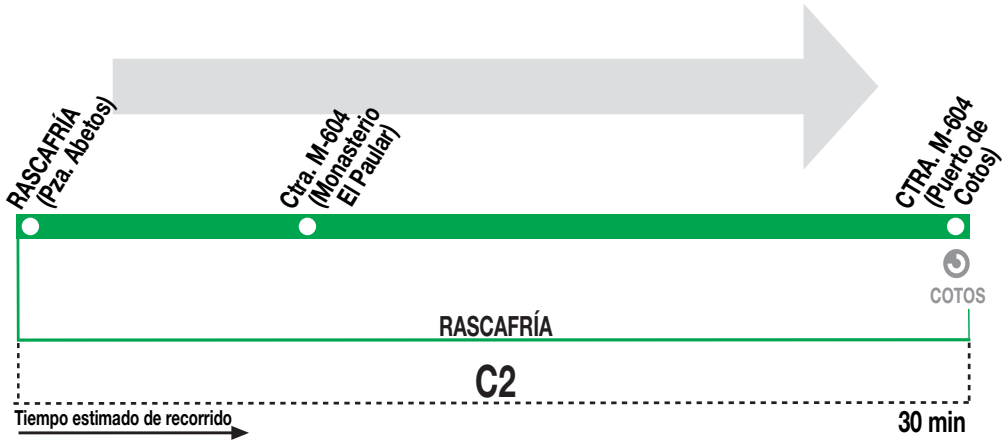 RASCAFRÍA
(Pza. Abetos)
Ctra. M-604
(Monasterio
El Paular)
CTRA. M-604
(Puerto de
Cotos)
COTOS
RASCAFRÍA
C2
Tiempo estimado de recorrido
30 min